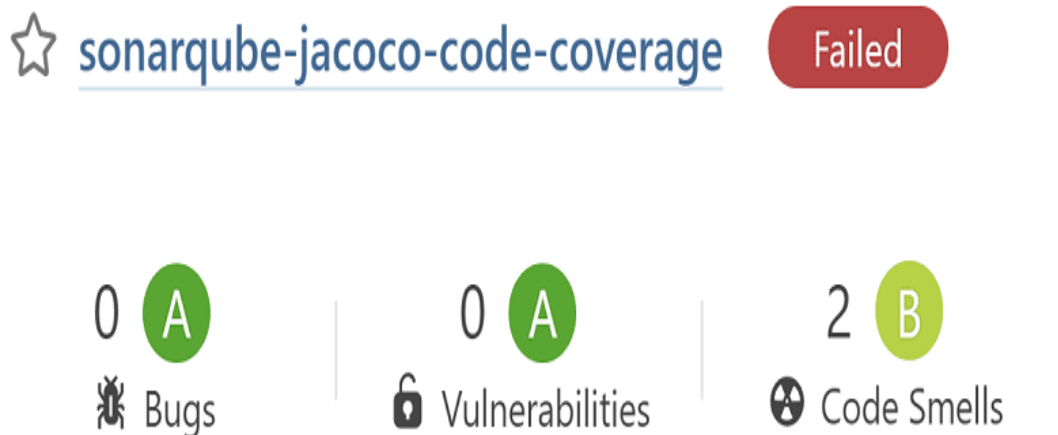 sonarqube-jacoco-code-coverage Failed
0 A 0 A 2 B
Bugs Vulnerabilities Code Smells